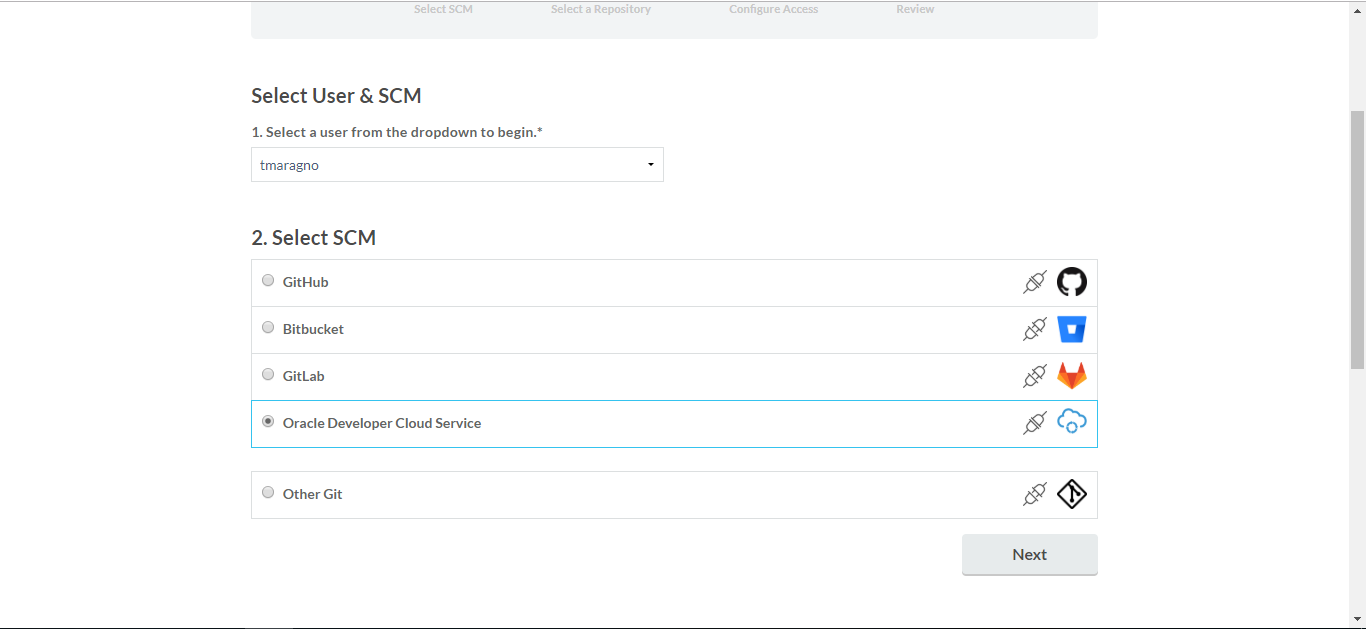 Select SCM Select a Repository Configure Access Review
Select User & SCM
1. Select a user from the dropdown to begin.*
tmaragno
2. Select SCM
GitHub
Bitbucket
GitLab
Oracle Developer Cloud Service
Other Git
Next